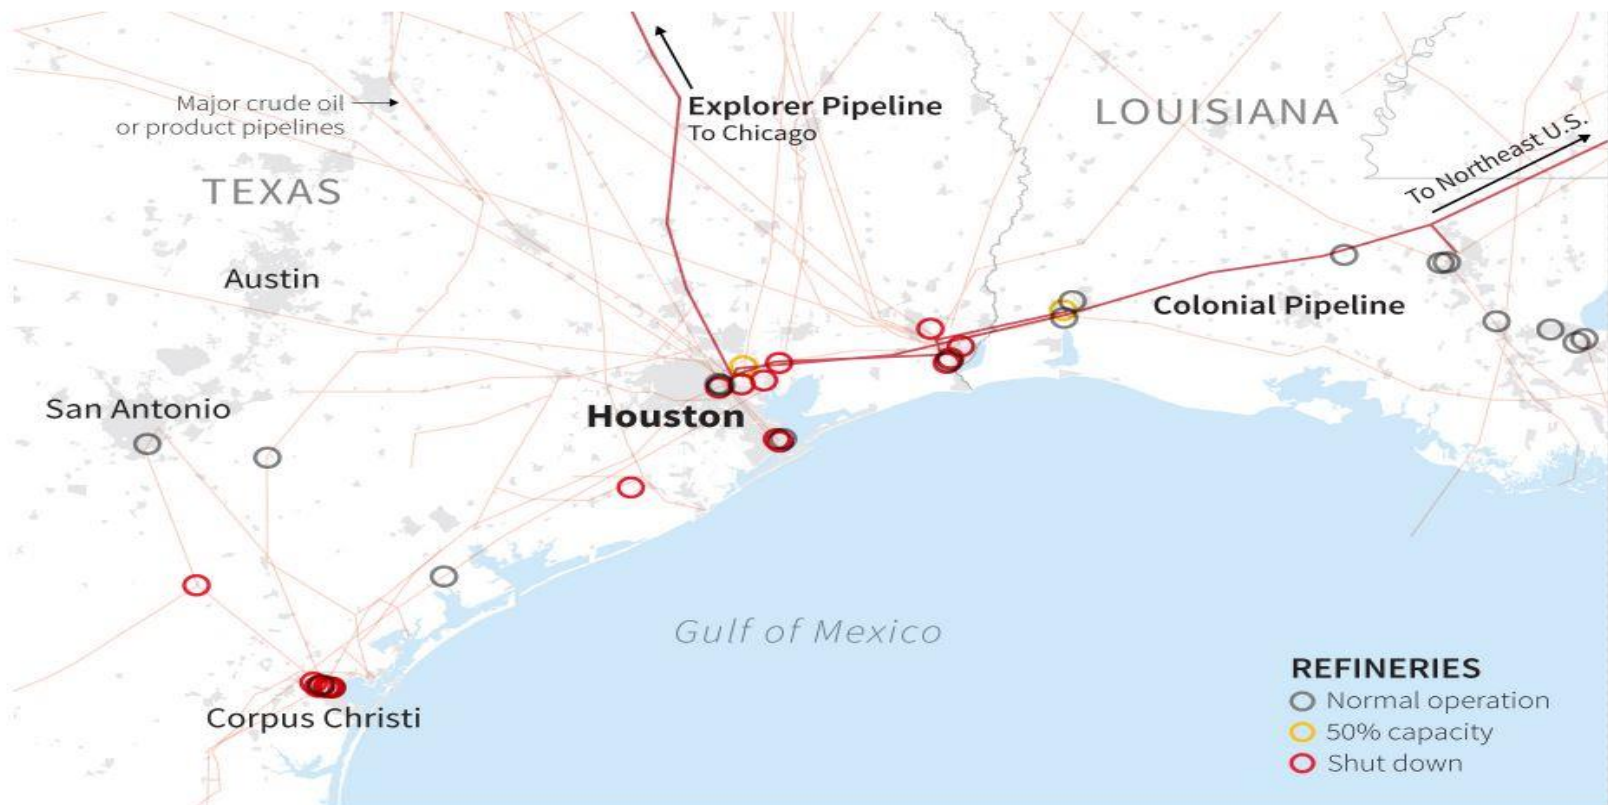 Major crude oil
or product pipelines
Explorer Pipeline
To Chicago
LOUISIANA
To Northeast U.S.
TEXAS
Austin
Colonial Pipeline
San Antonio
Houston
Gulf of Mexico
Corpus Christi
REFINERIES
Normal operation
50% capacity
Shut down